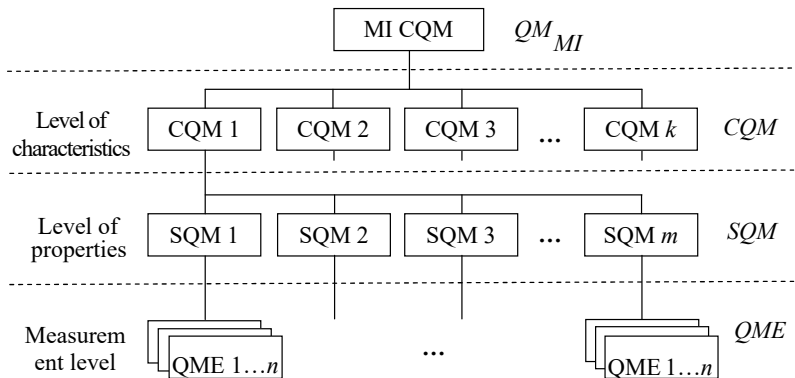 MI CQM QM MI
Level of
characteristics
CQM 1 CQM 2 CQM 3 ... CQM k CQM
Level of
properties
SQM 1 SQM 2 SQM 3 ... SQM m SQM
Measurem
ent level
QME 1…n ... QME 1…n QME